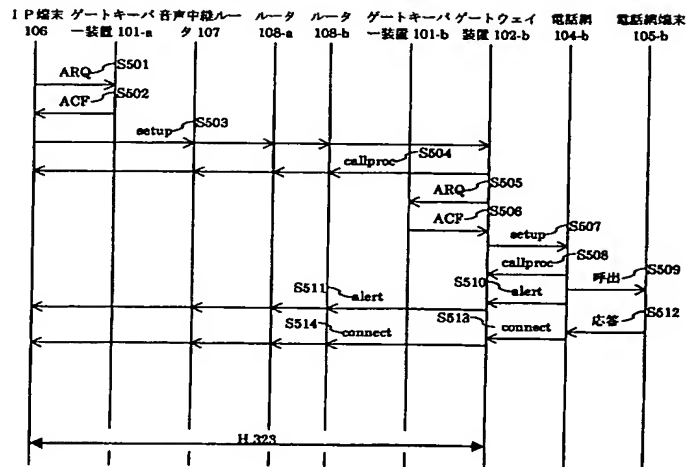 ＩＰ端末 ゲートキーパ 音声中継ルー ルータ ルータ ゲートキーパ ゲートウェイ 電話網 電話網端末
106 ー装置 101-a タ 107 108-a 108-b ー装置 101-b 装置 102-b 104-b 105-b
S501
ARQ
S502
ACF
S503
setup
S504
callproc
S505
ARQ
S506
ACF
S507
setup
S508
callproc
S509
呼出
S510
alert
S511
alert
S512
応答
S513
connect
S514
connect
H.323